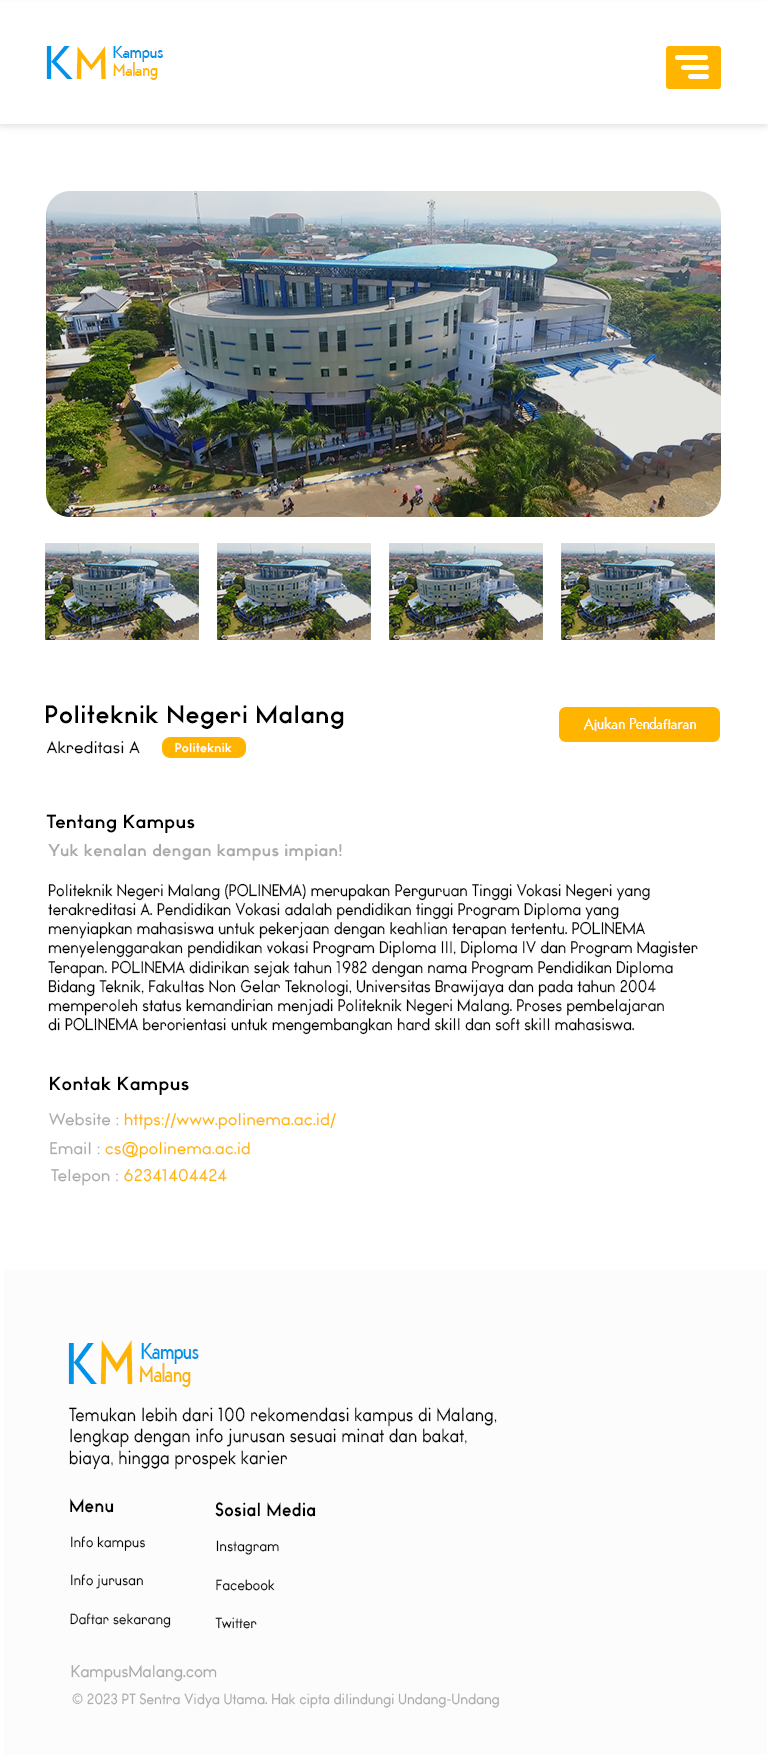 KM Kampus
Malang
Politeknik Negeri Malang
Akreditasi A Politeknik
Ajukan Pendaftaran
Tentang Kampus
Yuk kenalan dengan kampus impian!
Politeknik Negeri Malang (POLINEMA) merupakan Perguruan Tinggi Vokasi Negeri yang
terakreditasi A. Pendidikan Vokasi adalah pendidikan tinggi Program Diploma yang
menyiapkan mahasiswa untuk pekerjaan dengan keahlian terapan tertentu. POLINEMA
menyelenggarakan pendidikan vokasi Program Diploma III, Diploma IV dan Program Magister
Terapan. POLINEMA didirikan sejak tahun 1982 dengan nama Program Pendidikan Diploma
Bidang Teknik, Fakultas Non Gelar Teknologi, Universitas Brawijaya dan pada tahun 2004
memperoleh status kemandirian menjadi Politeknik Negeri Malang. Proses pembelajaran
di POLINEMA berorientasi untuk mengembangkan hard skill dan soft skill mahasiswa.
Kontak Kampus
Website : https://www.polinema.ac.id/
Email : cs@polinema.ac.id
Telepon : 62341404424
KM Kampus
Malang
Temukan lebih dari 100 rekomendasi kampus di Malang,
lengkap dengan info jurusan sesuai minat dan bakat,
biaya, hingga prospek karier
Menu
Info kampus
Info jurusan
Daftar sekarang
Sosial Media
Instagram
Facebook
Twitter
KampusMalang.com
© 2023 PT Sentra Vidya Utama. Hak cipta dilindungi Undang-Undang